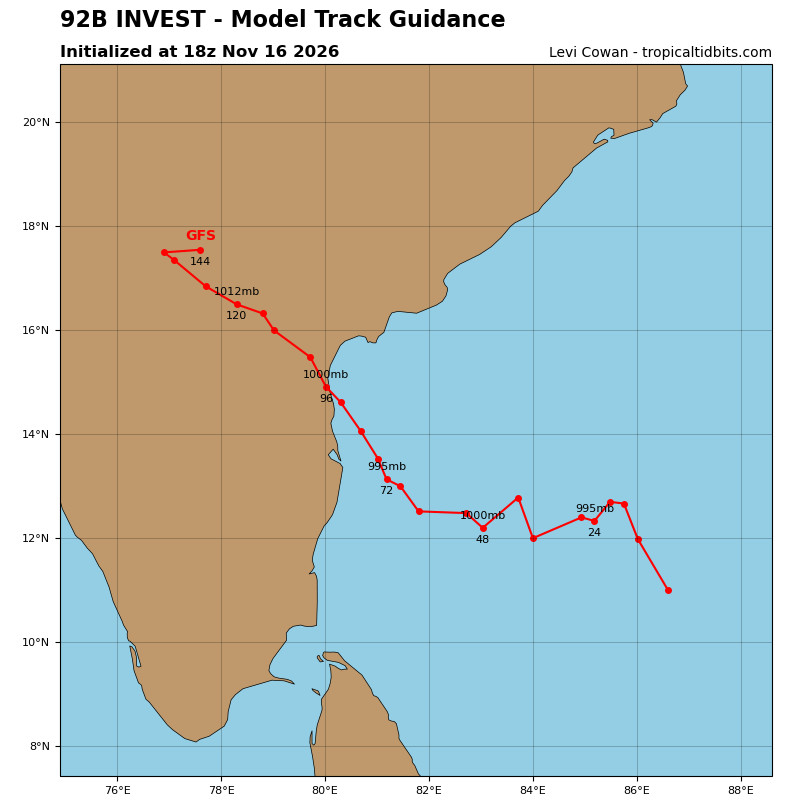 92B INVEST - Model Track Guidance
Initialized at 18z Nov 16 2026
Levi Cowan - tropicaltidbits.com
20°N
18°N
GFS
144
1012mb
120
16°N
1000mb
96
14°N
995mb
72
995mb
1000mb
24
12°N
48
10°N
8°N
76°E
78°E
80°E
82°E
84°E
86°E
88°E